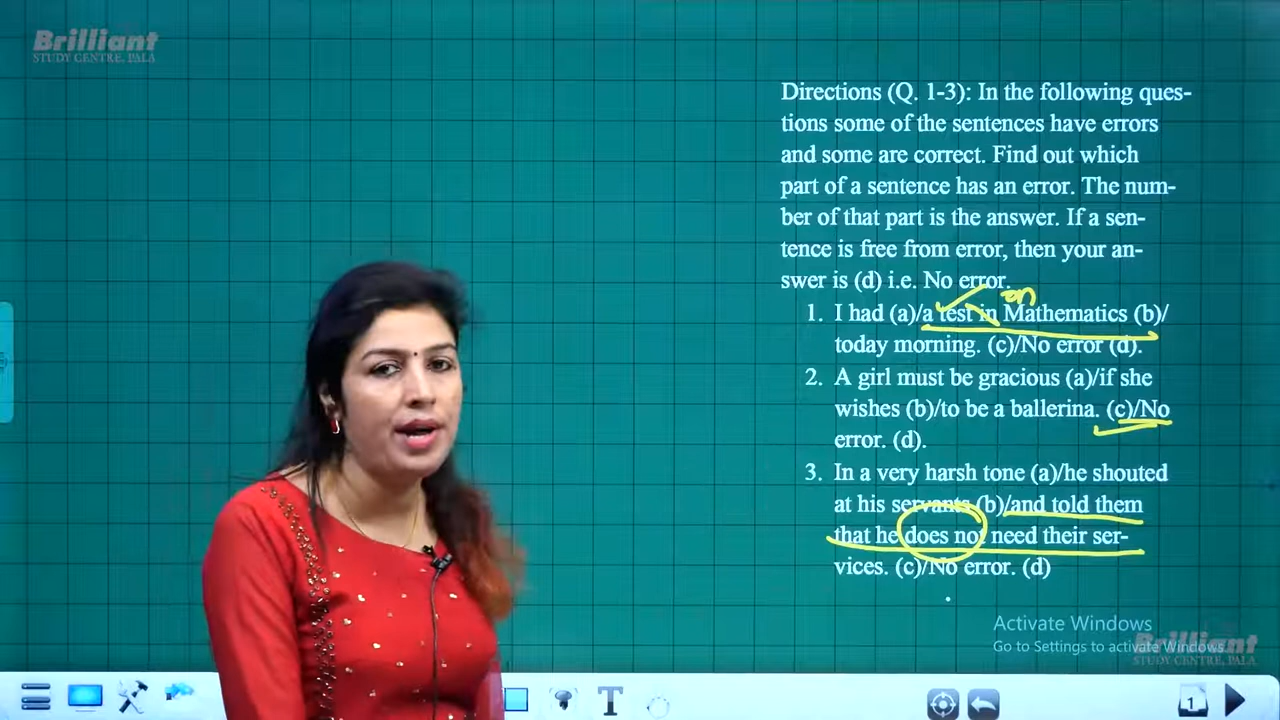 Brilliant
STUDY CENTRE, PALA
Directions (Q. 1-3): In the following ques-
tions some of the sentences have errors
and some are correct. Find out which
part of a sentence has an error. The num-
ber of that part is the answer. If a sen-
tence is free from error, then your an-
swer is (d) i.e. No error.
on
1. I had (a)/a test in Mathematics (b)/
today morning. (c)/No error (d).
2. A girl must be gracious (a)/if she
wishes (b)/to be a ballerina. (c)/No
error. (d).
3. In a very harsh tone (a)/he shouted
at his servants (b)/and told them
that he does not need their ser-
vices. (c)/No error. (d)
Activate Windows
Go to Settings to activate Windows.
Brilliant
STUDY CENTRE, PALA
T
1